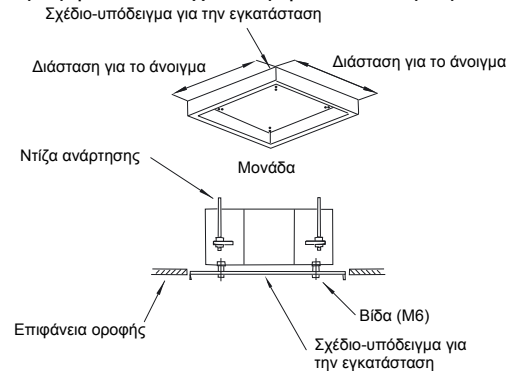 Σχέδιο-υπόδειγμα για την εγκατάσταση
Διάσταση για το άνοιγμα
Διάσταση για το άνοιγμα
Ντίζα ανάρτησης
Μονάδα
Βίδα (M6)
Επιφάνεια οροφής
Σχέδιο-υπόδειγμα για
την εγκατάσταση